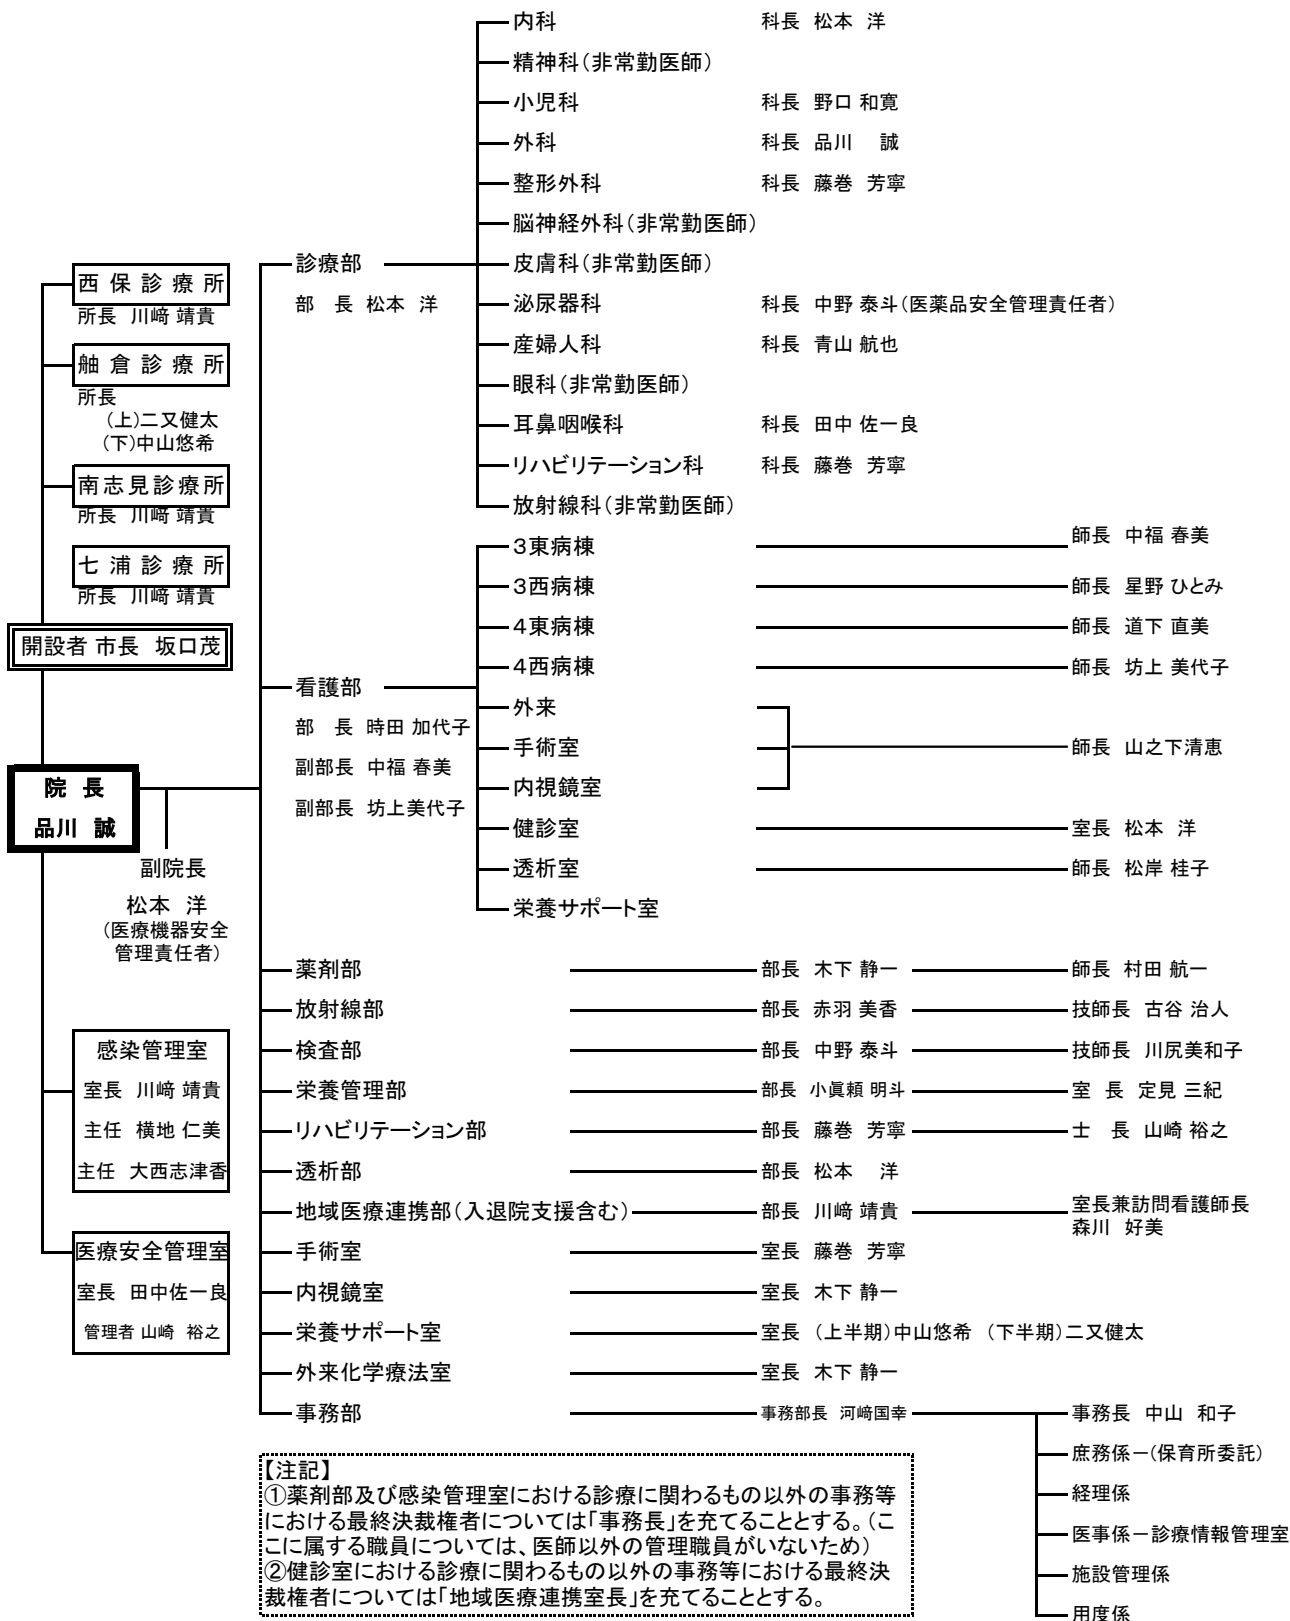 内科 科長 松本 洋
精神科(非常勤医師)
小児科 科長 野口 和寛
外科 科長 品川 誠
整形外科 科長 藤巻 芳寧
脳神経外科(非常勤医師)
皮膚科(非常勤医師)
泌尿器科 科長 中野 泰斗(医薬品安全管理責任者)
産婦人科 科長 青山 航也
眼科(非常勤医師)
耳鼻咽喉科 科長 田中 佐一良
リハビリテーション科 科長 藤巻 芳寧
放射線科(非常勤医師)
診療部
部 長 松本 洋
西保診療所
所長 川﨑 靖貴
舳倉診療所
所長
(上)二又健太
(下)中山悠希
南志見診療所
所長 川﨑 靖貴
七浦診療所
所長 川﨑 靖貴
開設者 市長 坂口茂
3東病棟 師長 中福 春美
3西病棟 師長 星野 ひとみ
4東病棟 師長 道下 直美
4西病棟 師長 坊上 美代子
外来
手術室 師長 山之下清恵
内視鏡室
健診室 室長 松本 洋
透析室 師長 松岸 桂子
栄養サポート室
看護部
部 長 時田 加代子
副部長 中福 春美
副部長 坊上美代子
院 長
品川 誠
副院長
松本 洋
(医療機器安全
管理責任者)
感染管理室
室長 川﨑 靖貴
主任 横地 仁美
主任 大西志津香
医療安全管理室
室長 田中佐一良
管理者 山崎 裕之
薬剤部 部長 木下 静一 師長 村田 航一
放射線部 部長 赤羽 美香 技師長 古谷 治人
検査部 部長 中野 泰斗 技師長 川尻美和子
栄養管理部 部長 小眞頼 明斗 室 長 定見 三紀
リハビリテーション部 部長 藤巻 芳寧 士 長 山崎 裕之
透析部 部長 松本 洋
地域医療連携部(入退院支援含む) 部長 川﨑 靖貴 室長兼訪問看護師長
森川 好美
手術室 室長 藤巻 芳寧
内視鏡室 室長 木下 静一
栄養サポート室 室長 (上半期)中山悠希 (下半期)二又健太
外来化学療法室 室長 木下 静一
事務部 事務部長 河﨑国幸 事務長 中山 和子
庶務係-(保育所委託)
経理係
医事係-診療情報管理室
施設管理係
用度係
【注記】
①薬剤部及び感染管理室における診療に関わるもの以外の事務等
における最終決裁権者については「事務長」を充てることとする。(こ
こに属する職員については、医師以外の管理職員がいないため)
②健診室における診療に関わるもの以外の事務等における最終決
裁権者については「地域医療連携室長」を充てることとする。